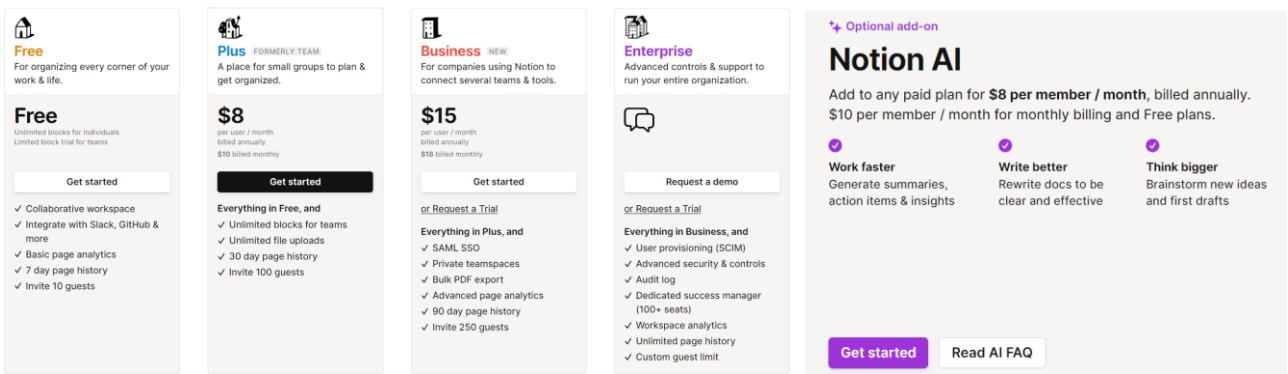 Free
For organizing every corner of your
work & life.
Free
Unlimited blocks for individuals
Limited block trial for teams
Get started
✓ Collaborative workspace
✓ Integrate with Slack, GitHub &
more
✓ Basic page analytics
✓ 7 day page history
✓ Invite 10 guests
Plus FORMERLY TEAM
A place for small groups to plan &
get organized.
$8
per user / month
billed annually
$10 billed monthly
Get started
Everything in Free, and
✓ Unlimited blocks for teams
✓ Unlimited file uploads
✓ 30 day page history
✓ Invite 100 guests
Business NEW
For companies using Notion to
connect several teams & tools.
$15
per user / month
billed annually
$18 billed monthly
Get started
or Request a Trial
Everything in Plus, and
✓ SAML SSO
✓ Private teamspaces
✓ Bulk PDF export
✓ Advanced page analytics
✓ 90 day page history
✓ Invite 250 guests
Enterprise
Advanced controls & support to
run your entire organization.
Request a demo
or Request a Trial
Everything in Business, and
✓ User provisioning (SCIM)
✓ Advanced security & controls
✓ Audit log
✓ Dedicated success manager
(100+ seats)
✓ Workspace analytics
✓ Unlimited page history
✓ Custom guest limit
Optional add-on
Notion AI
Add to any paid plan for $8 per member / month, billed annually.
$10 per member / month for monthly billing and Free plans.
Work faster
Generate summaries,
action items & insights
Write better
Rewrite docs to be
clear and effective
Think bigger
Brainstorm new ideas
and first drafts
Get started
Read AI FAQ